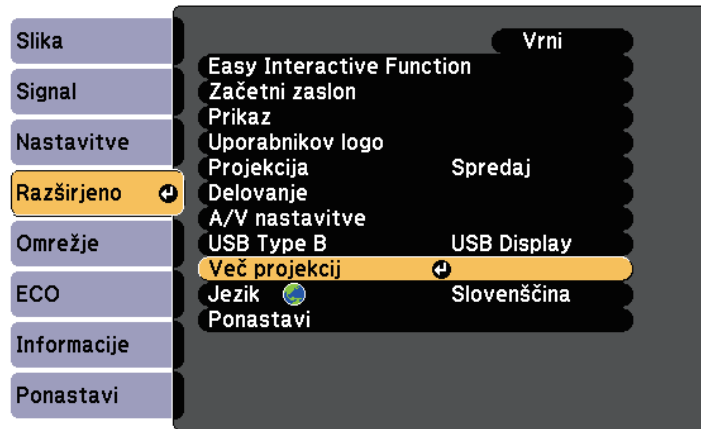 Slika
Signal
Nastavitve
Razširjeno
Omrežje
ECO
Informacije
Ponastavi
Vrni
Easy Interactive Function
Začetni zaslon
Prikaz
Uporabnikov logo
Projekcija Spredaj
Delovanje
A/V nastavitve
USB Type B USB Display
Več projekcij
Jezik Slovenščina
Ponastavi